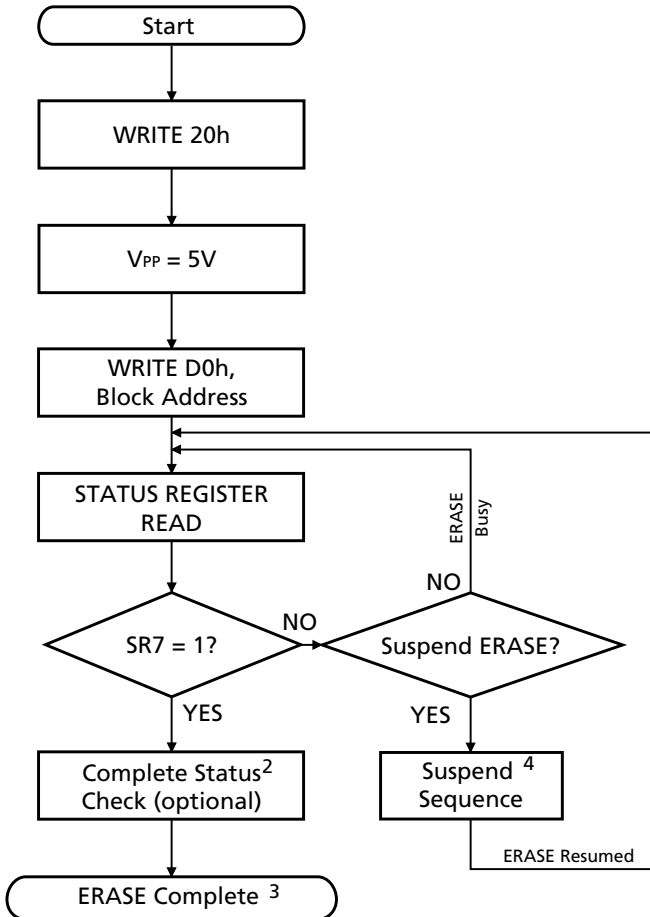 Start
WRITE 20h
VPP = 5V
WRITE D0h,
Block Address
STATUS REGISTER
READ
ERASE
Busy
NO
SR7 = 1?
NO
Suspend ERASE?
YES
YES
Complete Status2
Check (optional)
Suspend 4
Sequence
ERASE Resumed
ERASE Complete 3